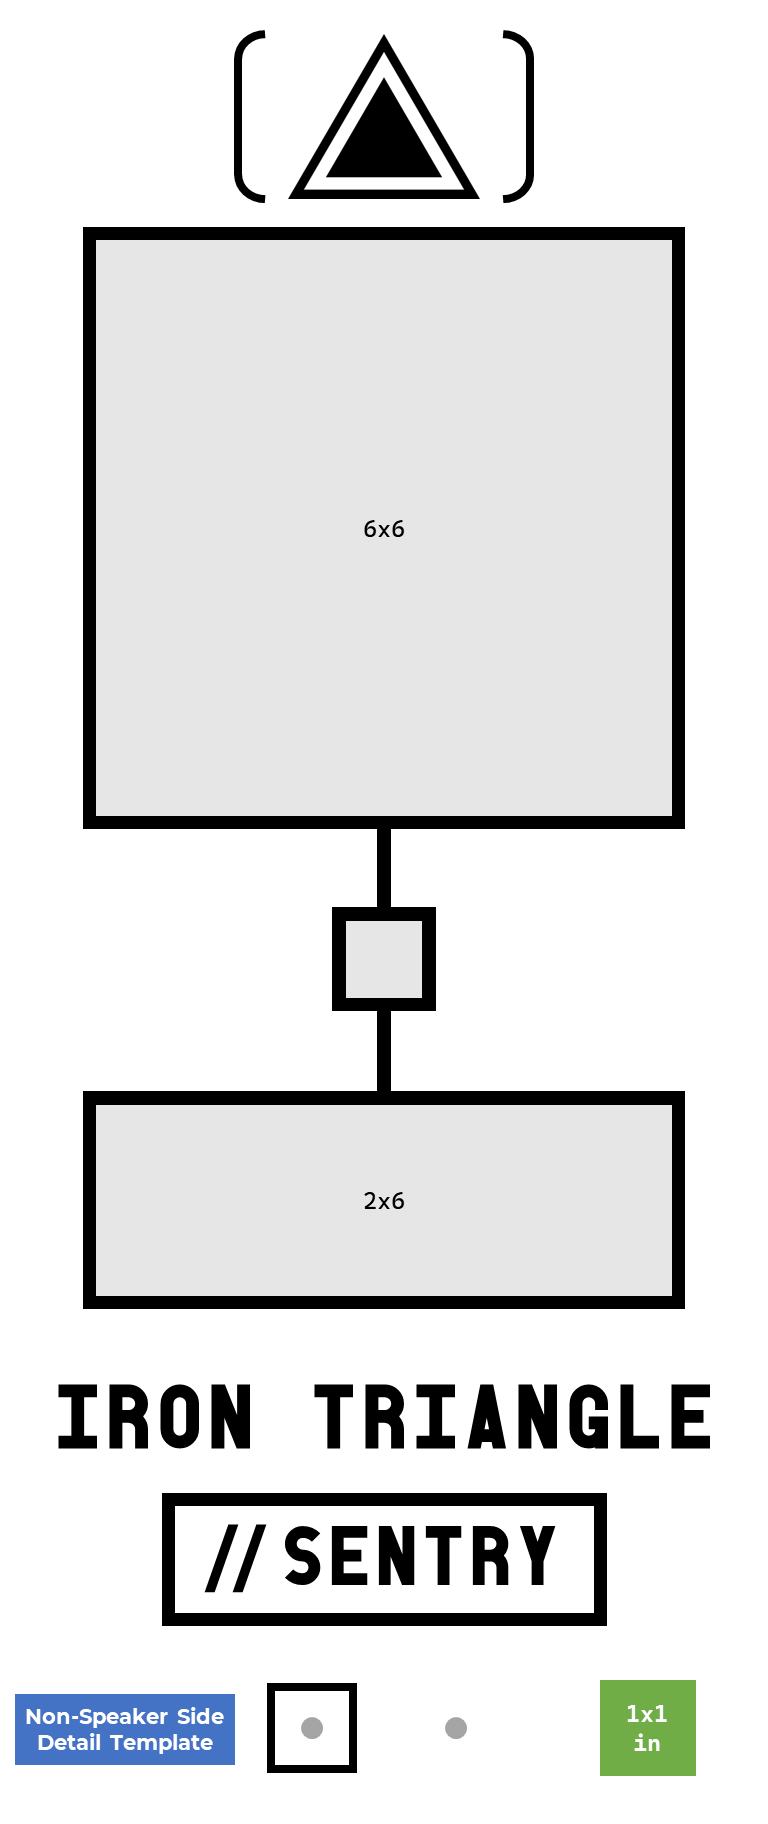 6x6
2x6
IRON TRIANGLE
//SENTRY
Non-Speaker Side
Detail Template
1x1
in